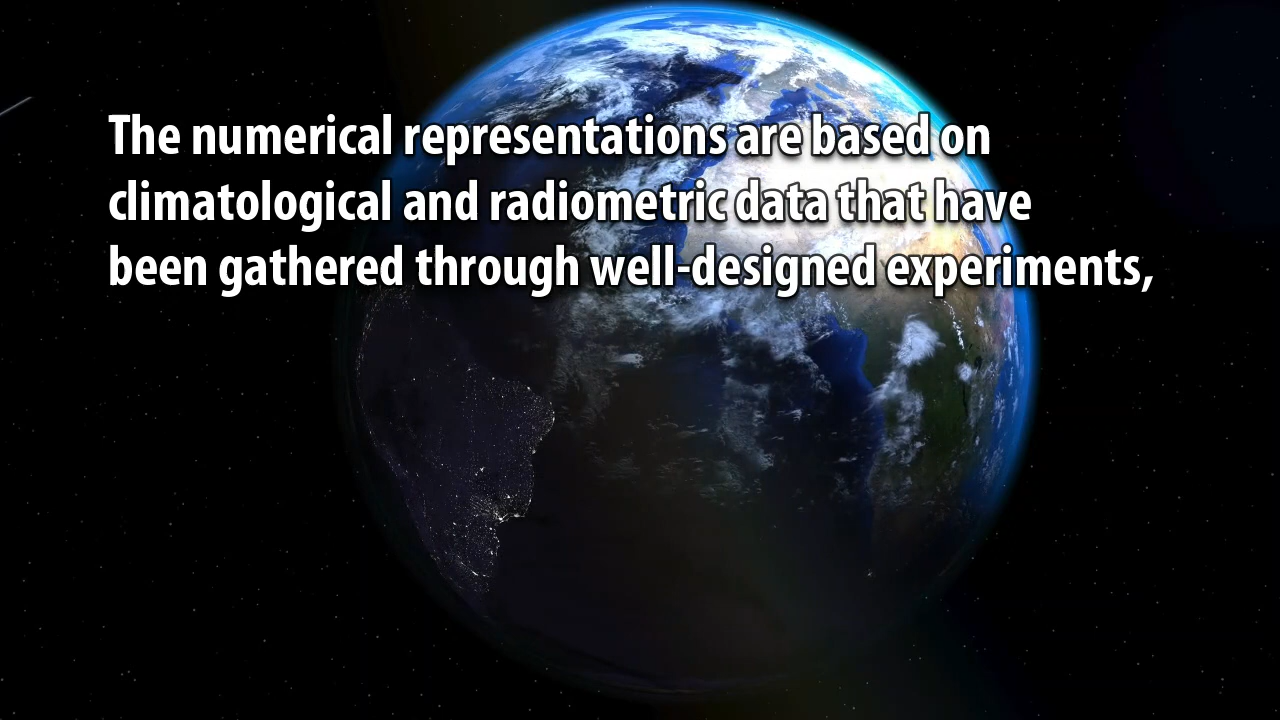 The numerical representations are based on
climatological and radiometric data that have
been gathered through well-designed experiments,